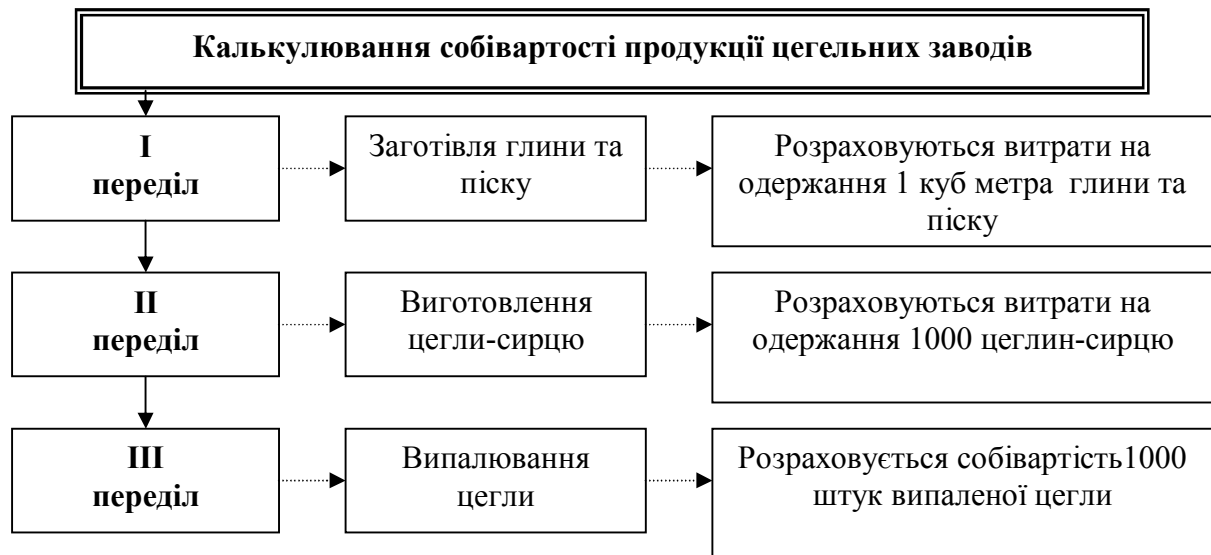 Калькулювання собівартості продукції цегельних заводів
І
переділ
Заготівля глини та
піску
Розраховуються витрати на
одержання 1 куб метра  глини та
піску
ІІ
переділ
Виготовлення
цегли-сирцю
Розраховуються витрати на
одержання 1000 цеглин-сирцю
ІІІ
переділ
Випалювання
цегли
Розраховується собівартість1000
штук випаленої цегли